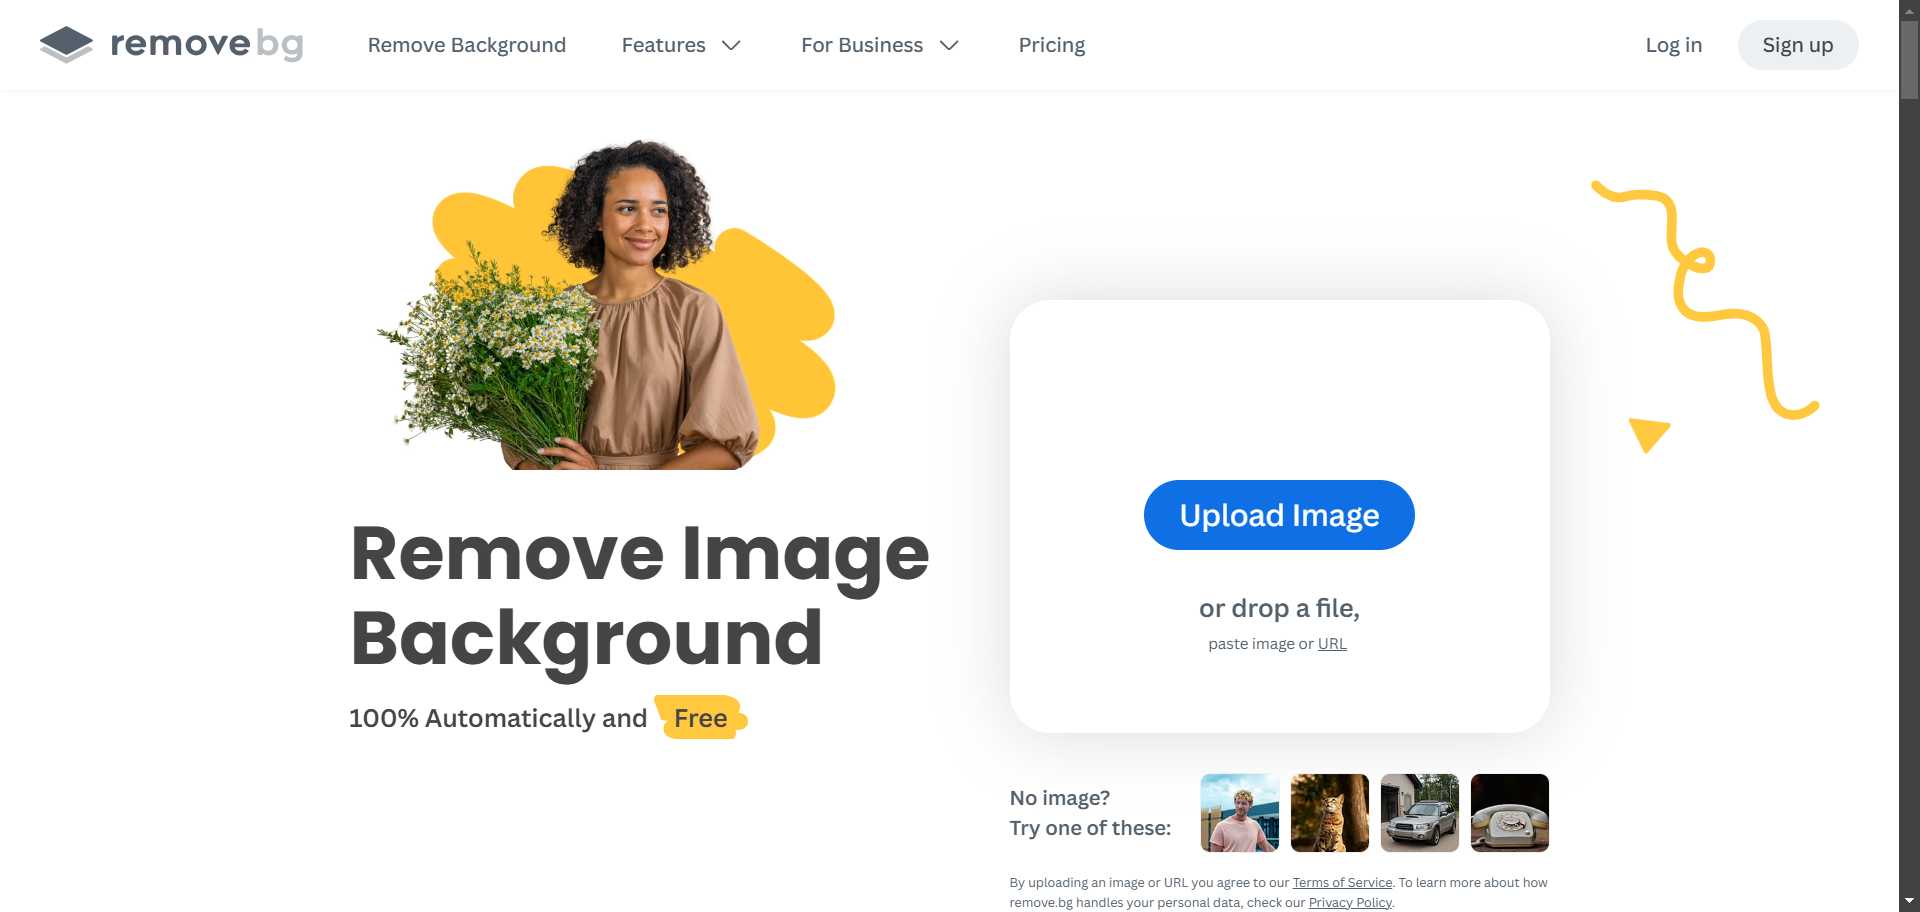 removebg
Remove Background
Features
For Business
Pricing
Log in
Sign up
Remove Image
Background
100% Automatically and Free
Upload Image
or drop a file,
paste image or URL
No image?
Try one of these:
By uploading an image or URL you agree to our Terms of Service. To learn more about how
remove.bg handles your personal data, check our Privacy Policy.